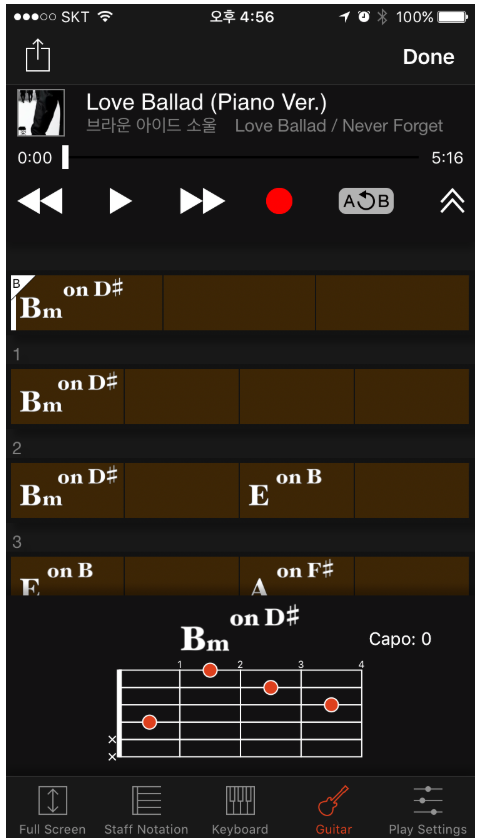 SKT 오후 4:56 100%
Done
Love Ballad (Piano Ver.)
브라운 아이드 소울 Love Ballad / Never Forget
0:00 5:16
A B
B
Bm on D♯
1
Bm on D♯
2
Bm on D♯ E on B
3
E on B A on F♯
Bm on D♯ Capo: 0
1 2 3 4
×
×
Full Screen Staff Notation Keyboard Guitar Play Settings